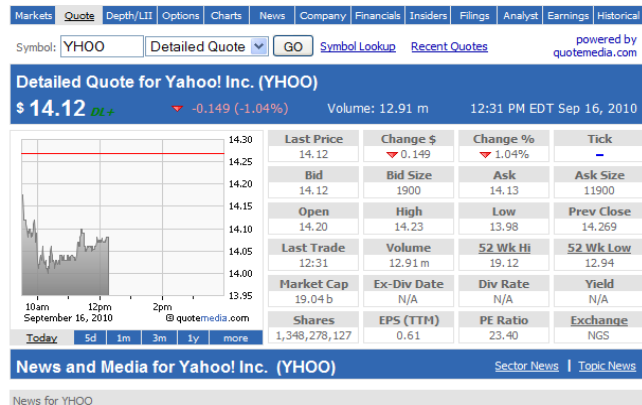 Markets Quote Depth/LII Options Charts News Company Financials Insiders Filings Analyst Earnings Historical
Symbol: YHOO Detailed Quote GO Symbol Lookup Recent Quotes powered by
quotemedia.com
Detailed Quote for Yahoo! Inc. (YHOO)
$ 14.12 DL+ -0.149 (-1.04%) Volume: 12.91 m 12:31 PM EDT Sep 16, 2010
14.30
14.25
14.20
14.15
14.10
14.05
14.00
13.95
10am 12pm 2pm
September 16, 2010 © quotemedia.com
Today 5d 1m 3m 1y more
Last Price Change $ Change % Tick
14.12 0.149 1.04% –
Bid Bid Size Ask Ask Size
14.12 1900 14.13 11900
Open High Low Prev Close
14.20 14.23 13.98 14.269
Last Trade Volume 52 Wk Hi 52 Wk Low
12:31 12.91 m 19.12 12.94
Market Cap Ex-Div Date Div Rate Yield
19.04 b N/A N/A N/A
Shares EPS (TTM) PE Ratio Exchange
1,348,278,127 0.61 23.40 NGS
News and Media for Yahoo! Inc. (YHOO) Sector News | Topic News
News for YHOO